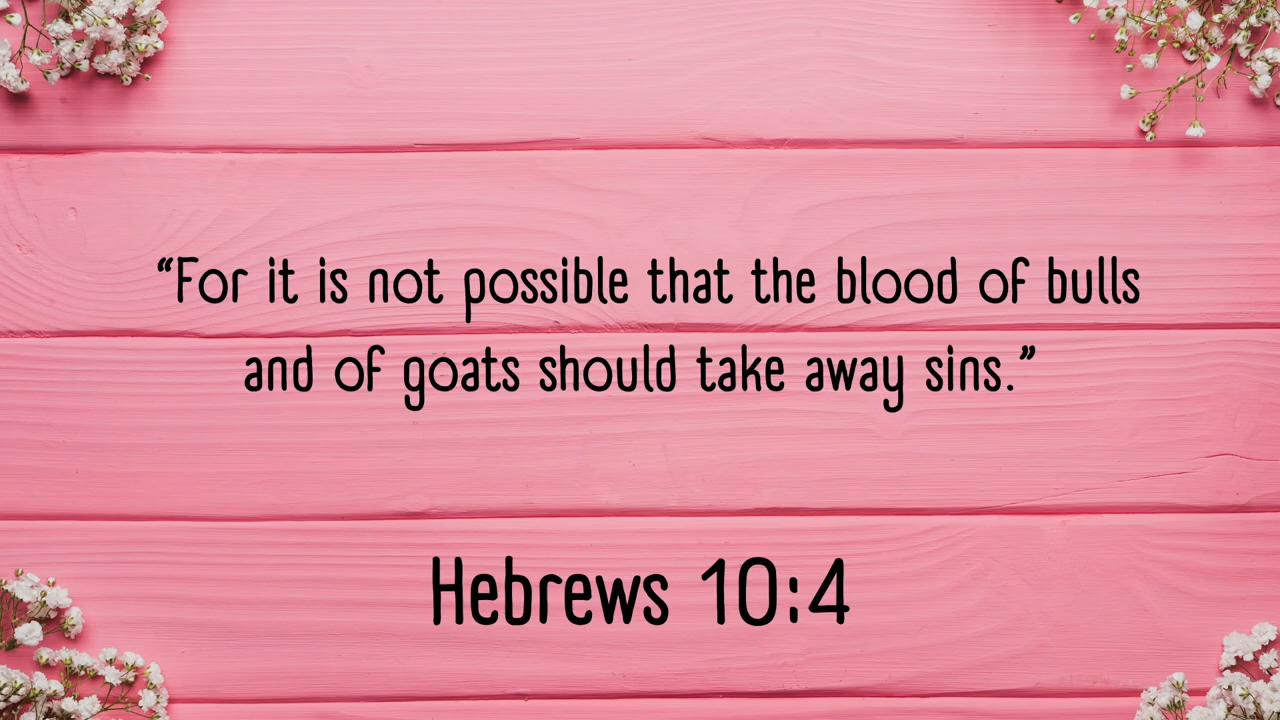 “For it is not possible that the blood of bulls
and of goats should take away sins.”
Hebrews 10:4